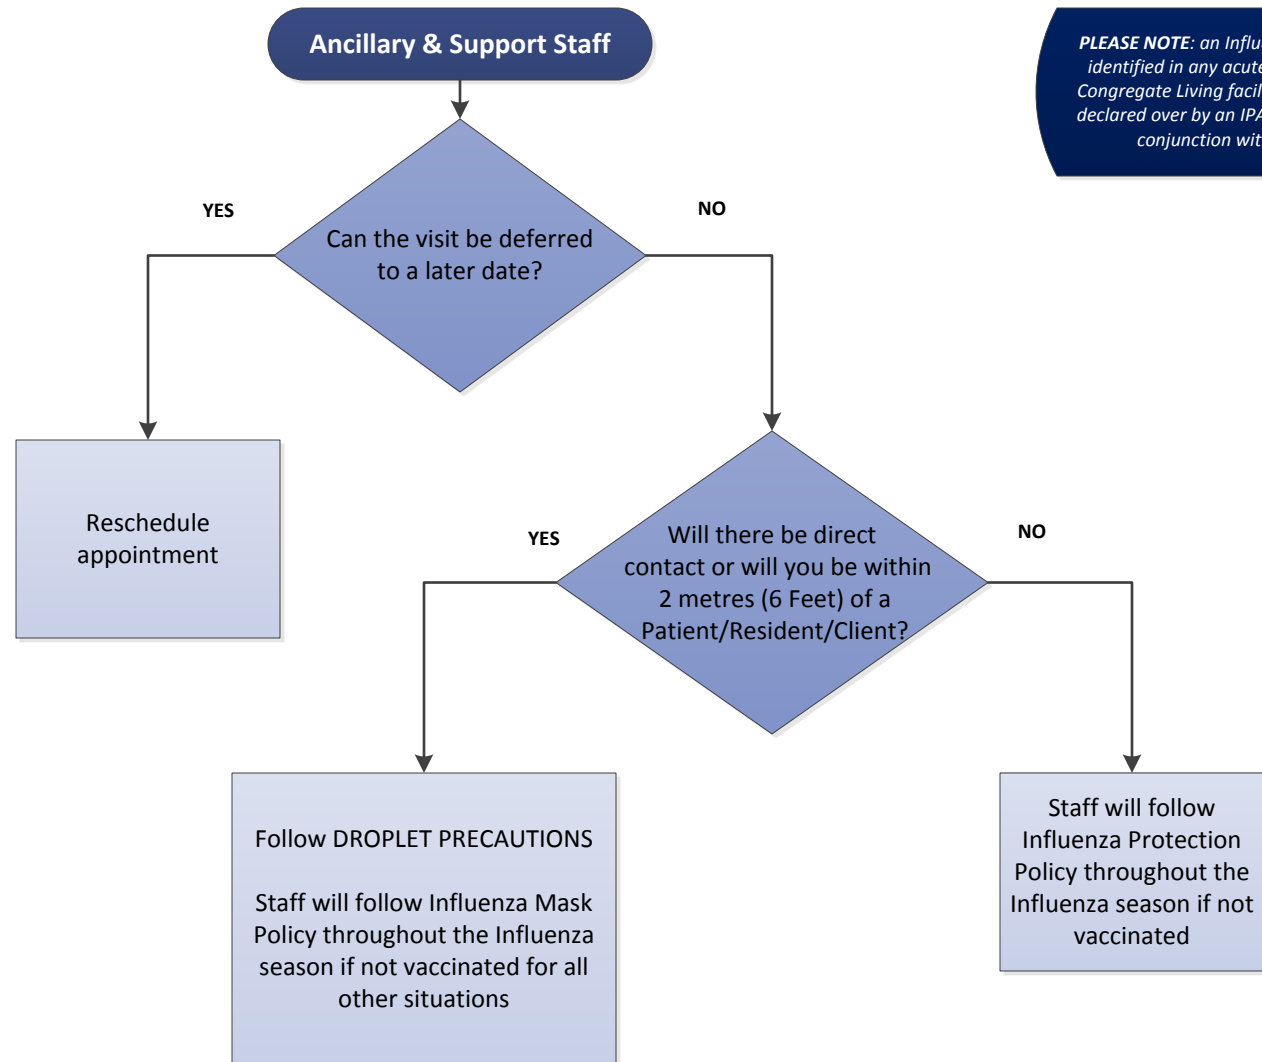 Ancillary & Support Staff
PLEASE NOTE: an Influ
identified in any acute
Congregate Living facil
declared over by an IPA
conjunction wit
YES
NO
Can the visit be deferred
to a later date?
Reschedule
appointment
YES
NO
Will there be direct
contact or will you be within
2 metres (6 Feet) of a
Patient/Resident/Client?
Follow DROPLET PRECAUTIONS
Staff will follow Influenza Mask
Policy throughout the Influenza
season if not vaccinated for all
other situations
Staff will follow
Influenza Protection
Policy throughout the
Influenza season if not
vaccinated